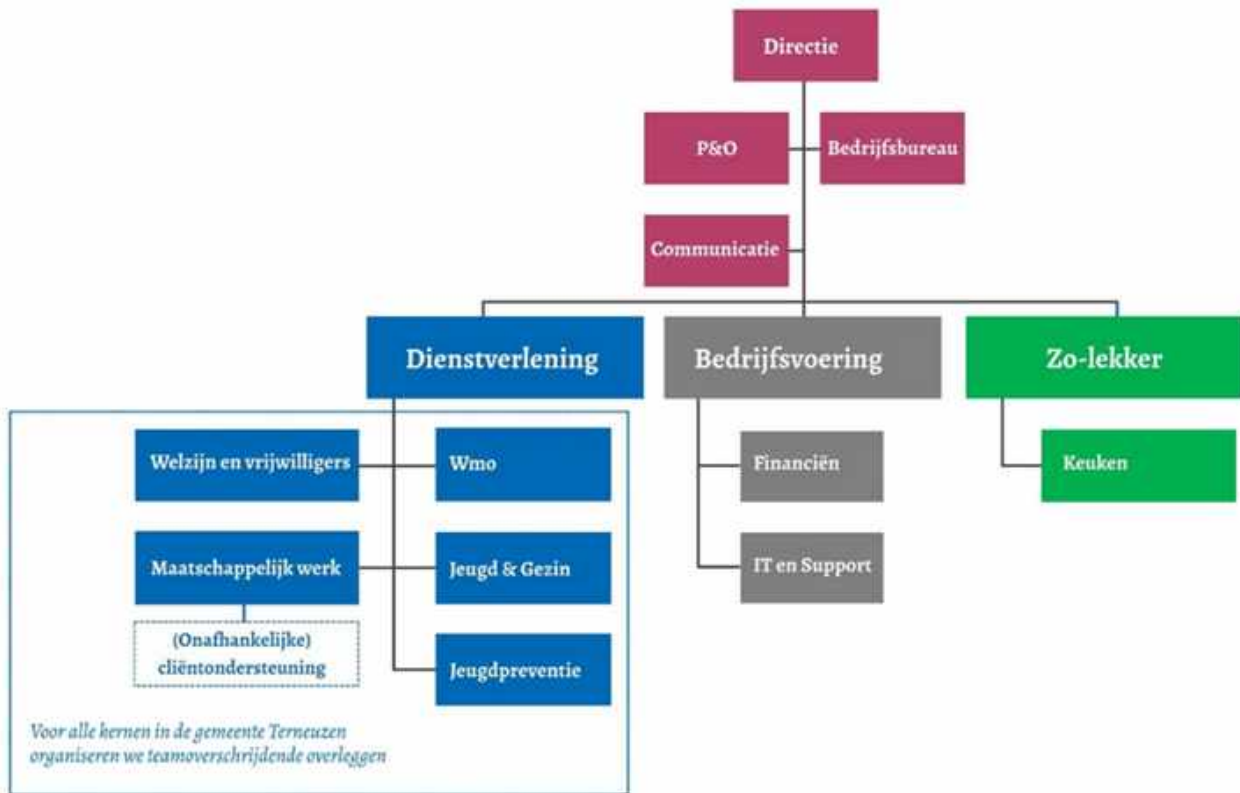 Directie
P&O
Bedrijfsbureau
Communicatie
Dienstverlening
Bedrijfsvoering
Zo-lekker
Welzijn en vrijwilligers
Wmo
Financiën
Keuken
Maatschappelijk werk
Jeugd & Gezin
IT en Support
(Onafhankelijke)
cliëntondersteuning
Jeugdpreventie
Voor alle kernen in de gemeente Terneuzen
organiseren we teamoverschrijdende overleggen